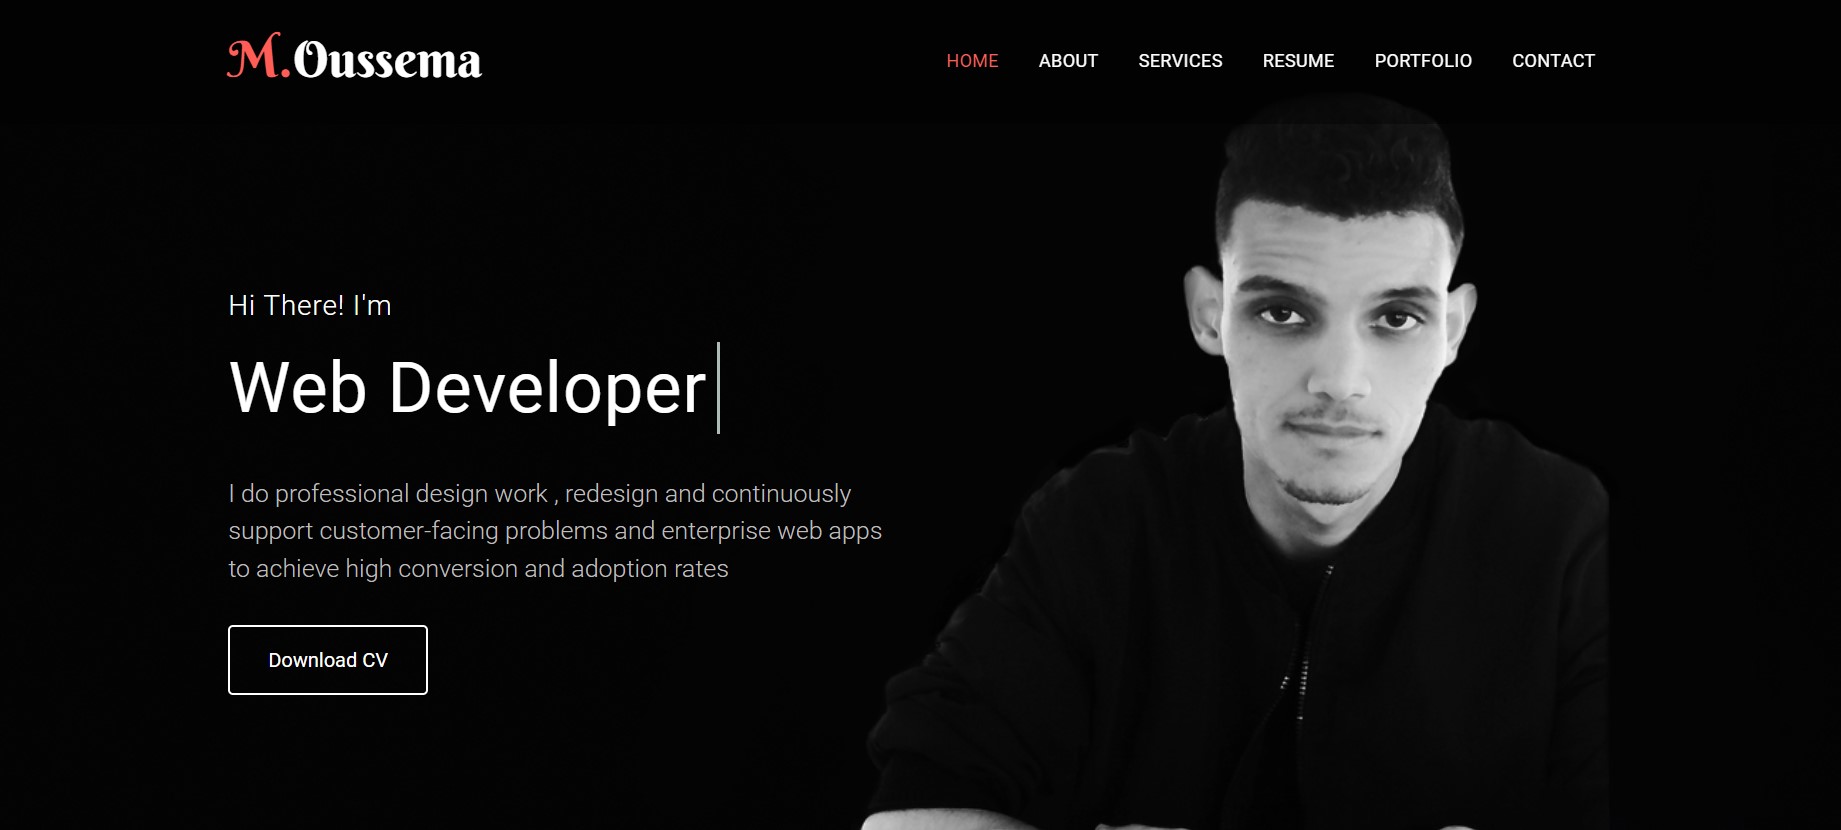 M.Oussema
HOME ABOUT SERVICES RESUME PORTFOLIO CONTACT
Hi There! I'm
Web Developer
I do professional design work , redesign and continuously
support customer-facing problems and enterprise web apps
to achieve high conversion and adoption rates
Download CV